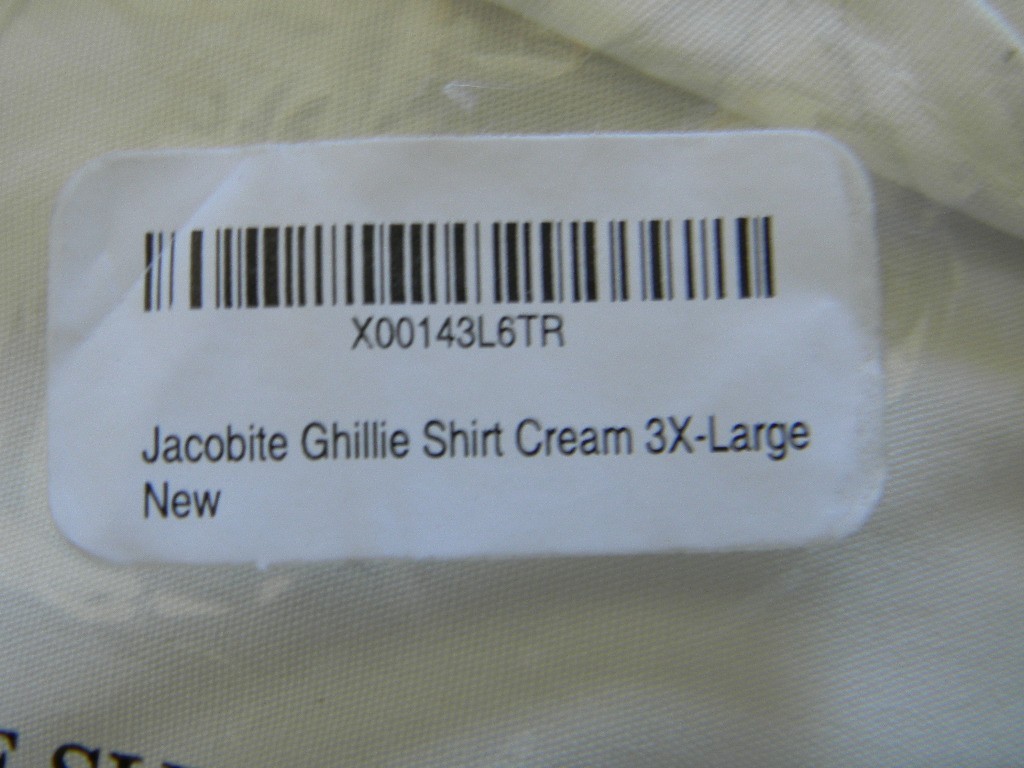 X00143L6TR
Jacobite Ghillie Shirt Cream 3X-Large
New